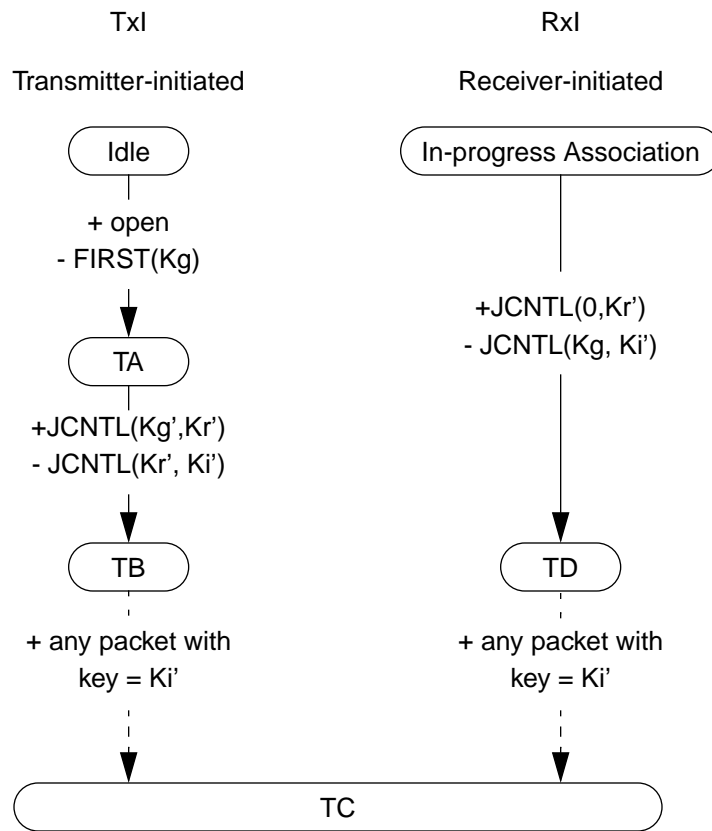 TxI
Transmitter-initiated
Idle
+ open
- FIRST(Kg)
TA
+JCNTL(Kg’,Kr’)
- JCNTL(Kr’, Ki’)
TB
+ any packet with
key = Ki’
RxI
Receiver-initiated
In-progress Association
+JCNTL(0,Kr’)
- JCNTL(Kg, Ki’)
TD
+ any packet with
key = Ki’
TC